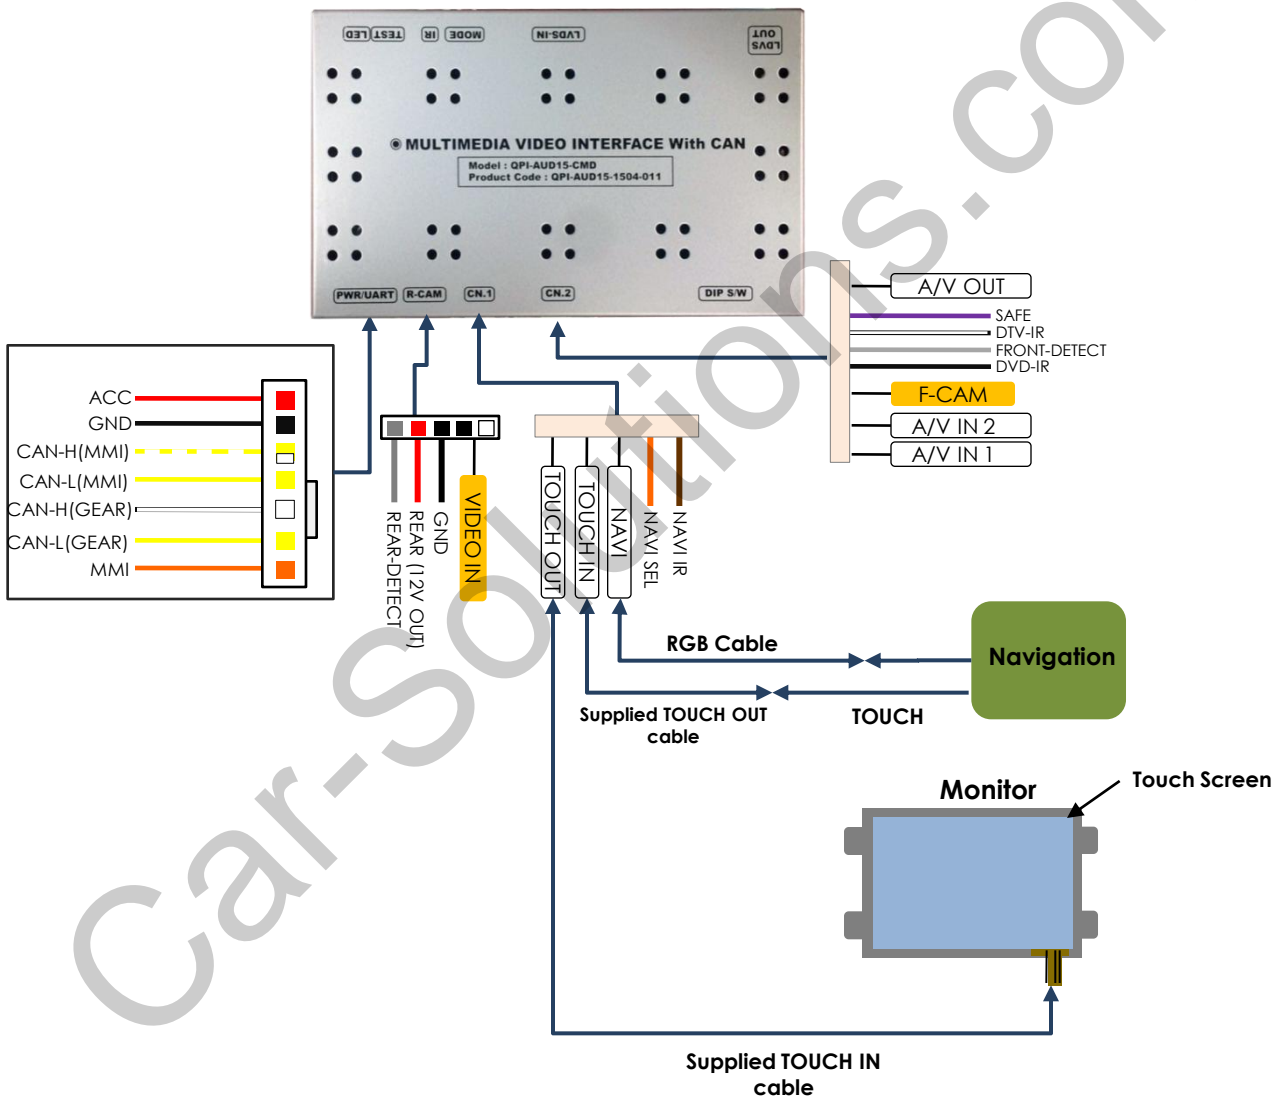 LED
TEST
IR
MODE
LVDS-IN
LDVS
OUT
MULTIMEDIA VIDEO INTERFACE With CAN
Model : QPI-AUD15-CMD
Product Code : QPI-AUD15-1504-011
PWR/UART
R-CAM
CN.1
CN.2
DIP S/W
A/V OUT
SAFE
DTV-IR
FRONT-DETECT
DVD-IR
F-CAM
A/V IN 2
A/V IN 1
ACC
GND
CAN-H(MMI)
CAN-L(MMI)
CAN-H(GEAR)
CAN-L(GEAR)
MMI
REAR-DETECT
REAR (12V OUT)
GND
VIDEO IN
TOUCH OUT
TOUCH IN
NAVI
NAVI SEL
NAVI IR
RGB Cable
Navigation
Supplied TOUCH OUT
cable
TOUCH
Monitor
Touch Screen
Supplied TOUCH IN
cable
Car-Solutions.com